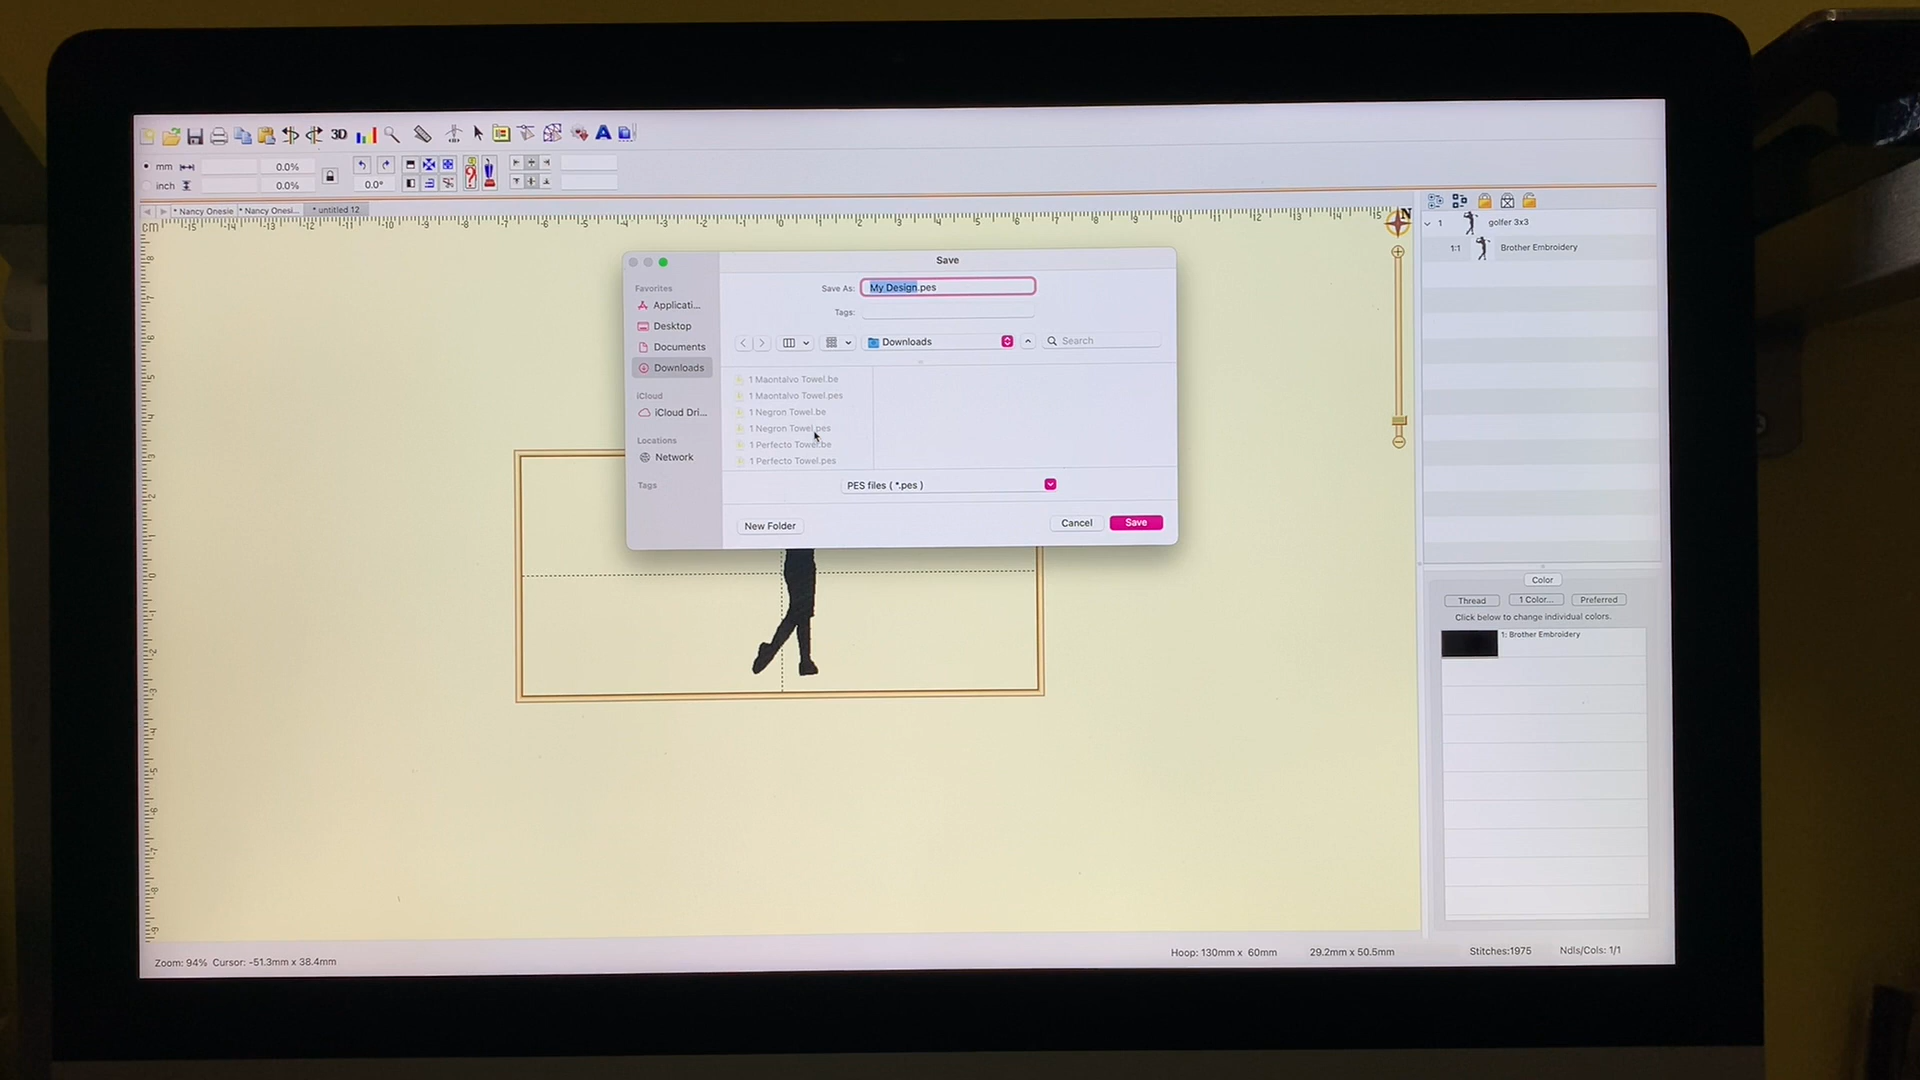 3D A
mm 0.0%
inch 0.0% 0.0°
* Nancy Onesie * Nancy Onesi... * untitled 12
cm
N
Save
Save As: My Design.pes
Tags:
Downloads Search
Favorites
Applicati...
Desktop
Documents
Downloads
iCloud
iCloud Dri...
Locations
Network
Tags
1 Maontalvo Towel.be
1 Maontalvo Towel.pes
1 Negron Towel.be
1 Negron Towel.pes
1 Perfecto Towel.be
1 Perfecto Towel.pes
PES files ( *.pes )
New Folder Cancel Save
1 golfer 3x3
1:1 Brother Embroidery
Color
Thread 1 Color... Preferred
Click below to change individual colors.
1: Brother Embroidery
Zoom: 94% Cursor: -51.3mm x 38.4mm Hoop: 130mm x 60mm 29.2mm x 50.5mm Stitches:1975 Ndls/Cols: 1/1